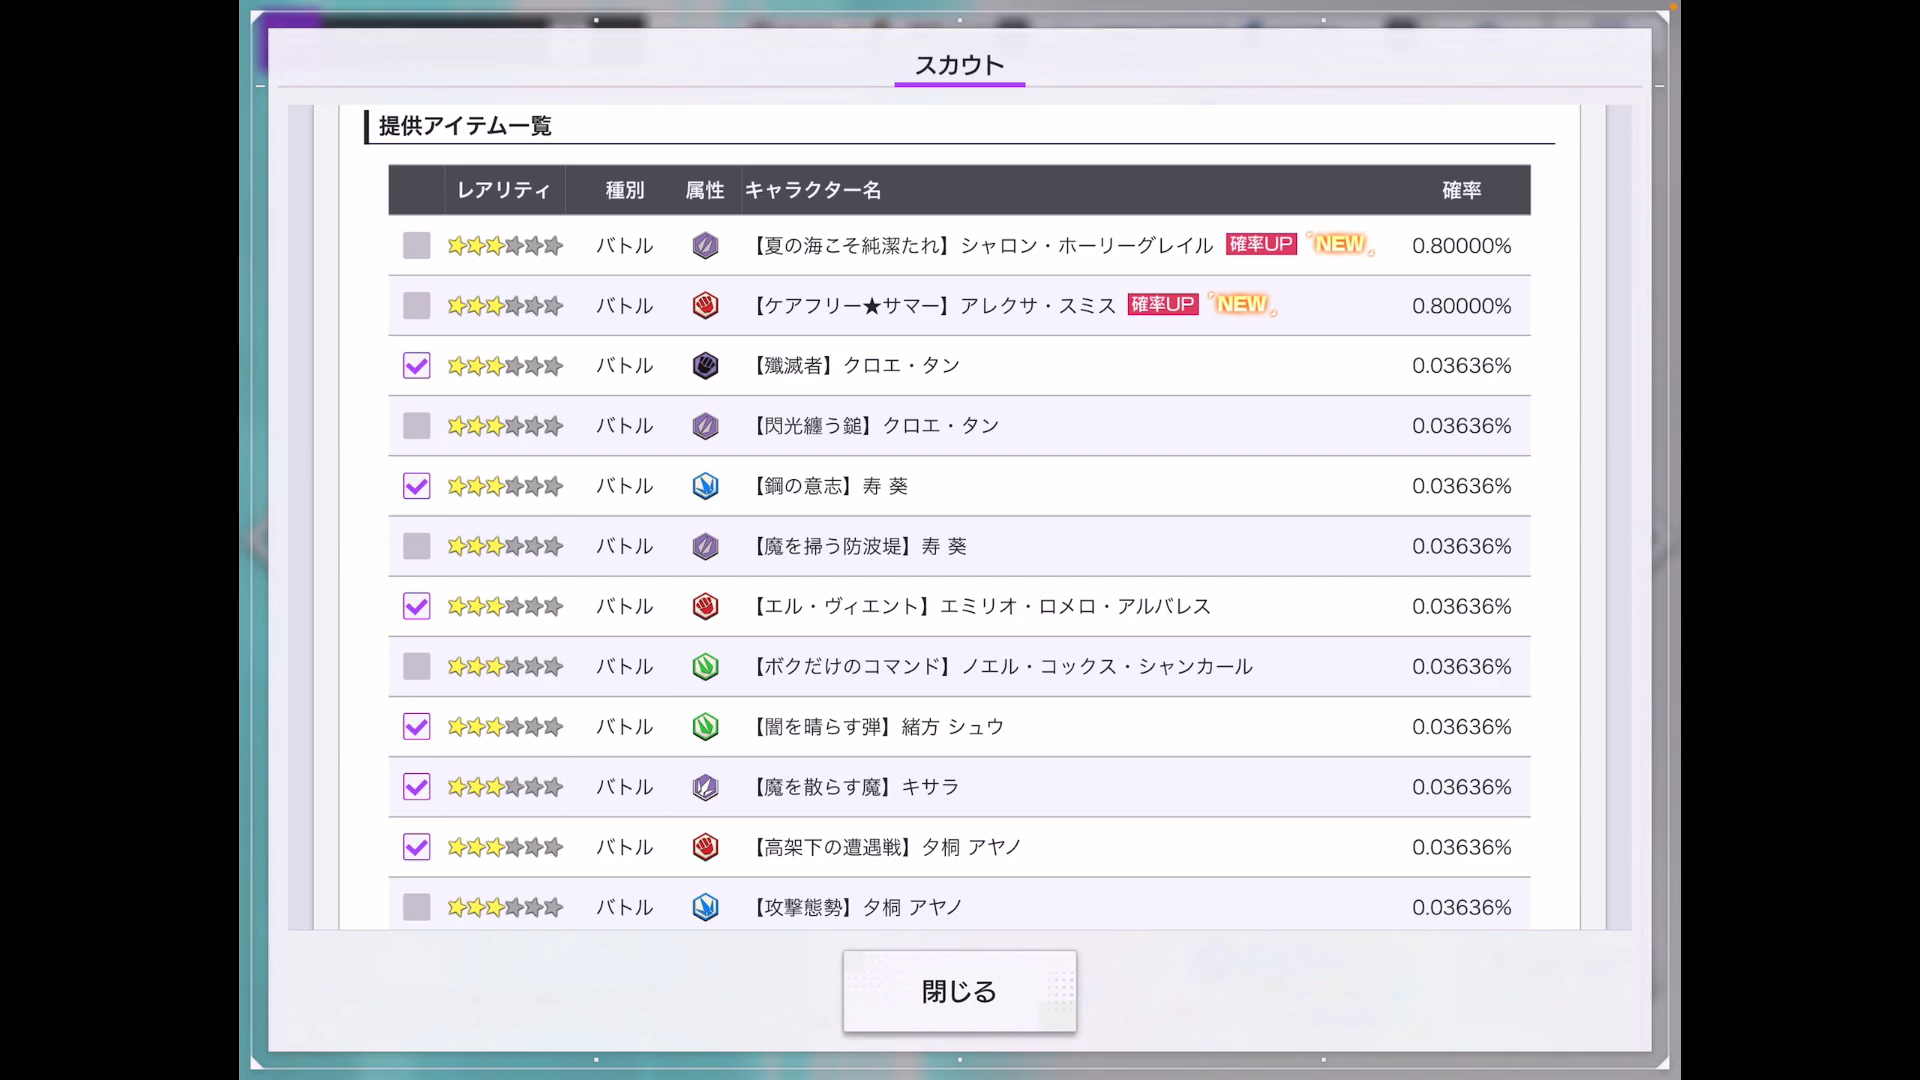 スカウト
提供アイテム一覧
レアリティ 種別 属性 キャラクター名 確率
バトル 【夏の海こそ純潔たれ】シャロン・ホーリーグレイル 確率UP NEW 0.80000%
バトル 【ケアフリー★サマー】アレクサ・スミス 確率UP NEW 0.80000%
バトル 【殲滅者】クロエ・タン 0.03636%
バトル 【閃光纏う鎚】クロエ・タン 0.03636%
バトル 【鋼の意志】寿 葵 0.03636%
バトル 【魔を掃う防波堤】寿 葵 0.03636%
バトル 【エル・ヴィエント】エミリオ・ロメロ・アルバレス 0.03636%
バトル 【ボクだけのコマンド】ノエル・コックス・シャンカール 0.03636%
バトル 【闇を晴らす弾】緒方 シュウ 0.03636%
バトル 【魔を散らす魔】キサラ 0.03636%
バトル 【高架下の遭遇戦】夕桐 アヤノ 0.03636%
バトル 【攻撃態勢】夕桐 アヤノ 0.03636%
閉じる